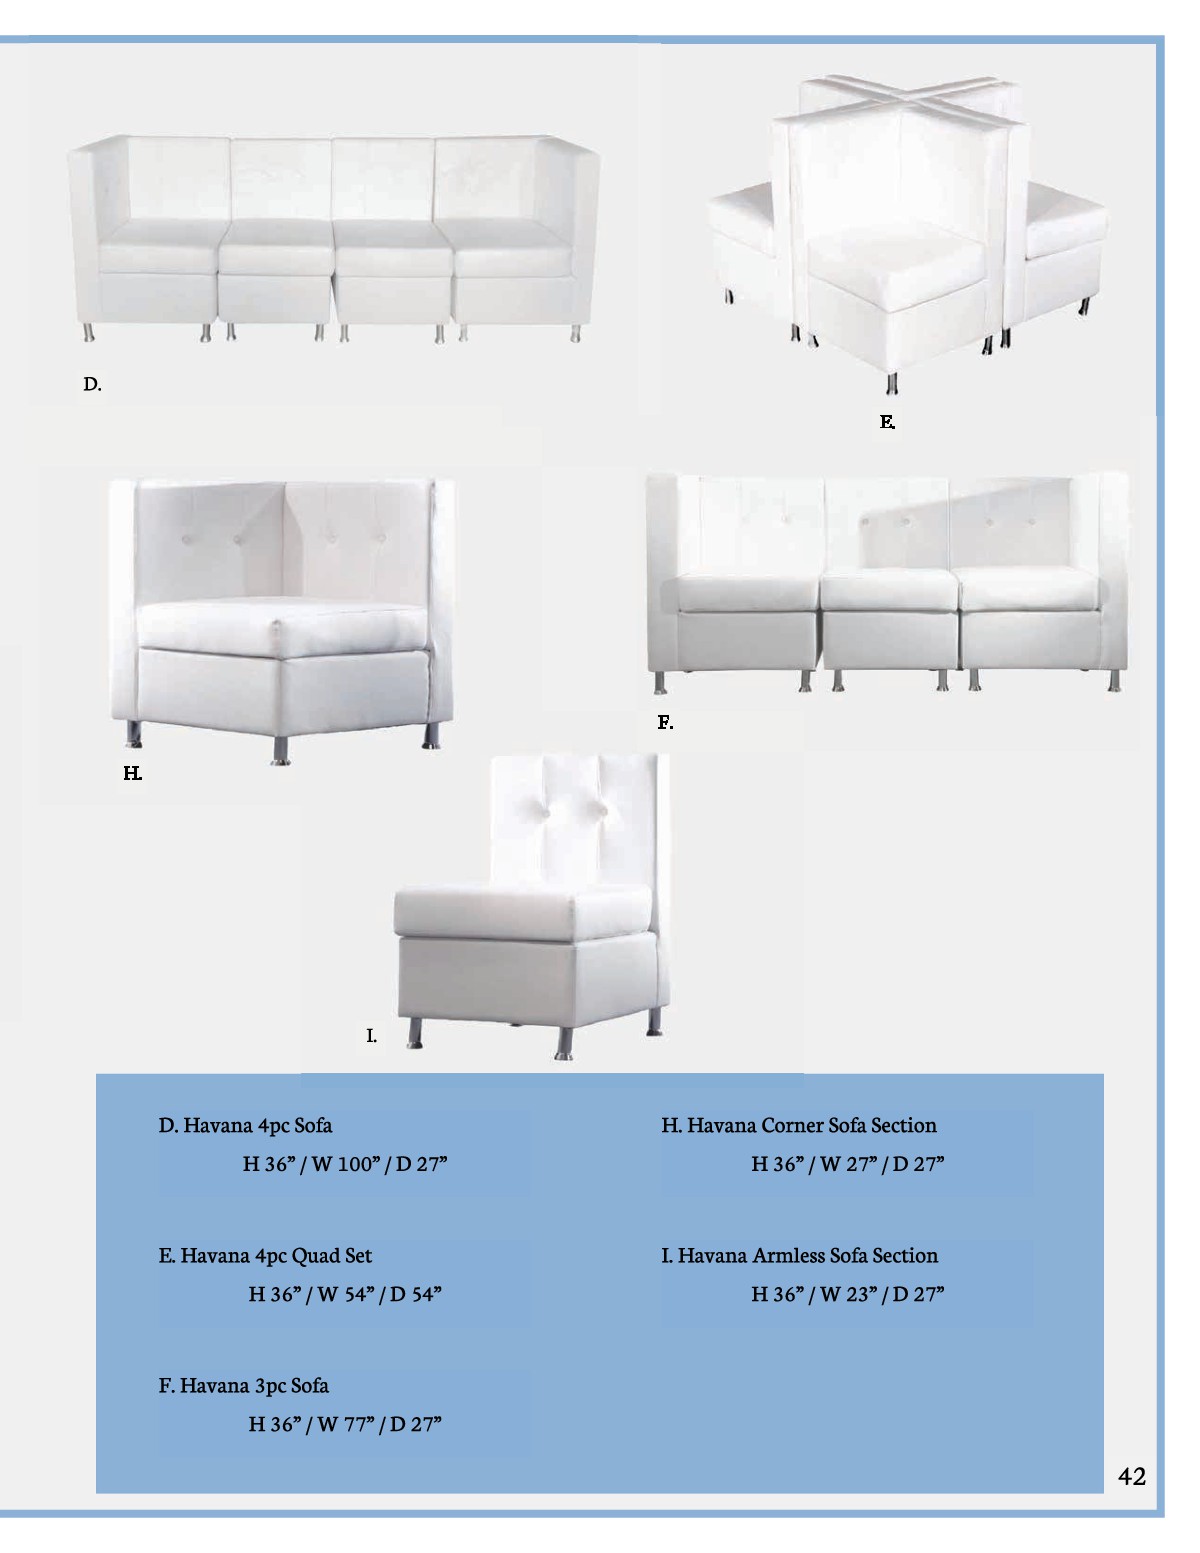 D.
E.
H.
F.
I.
D. Havana 4pc Sofa
H 36” / W 100” / D 27”
E. Havana 4pc Quad Set
H 36” / W 54” / D 54”
F. Havana 3pc Sofa
H 36” / W 77” / D 27”
H. Havana Corner Sofa Section
H 36” / W 27” / D 27”
I. Havana Armless Sofa Section
H 36” / W 23” / D 27”
42